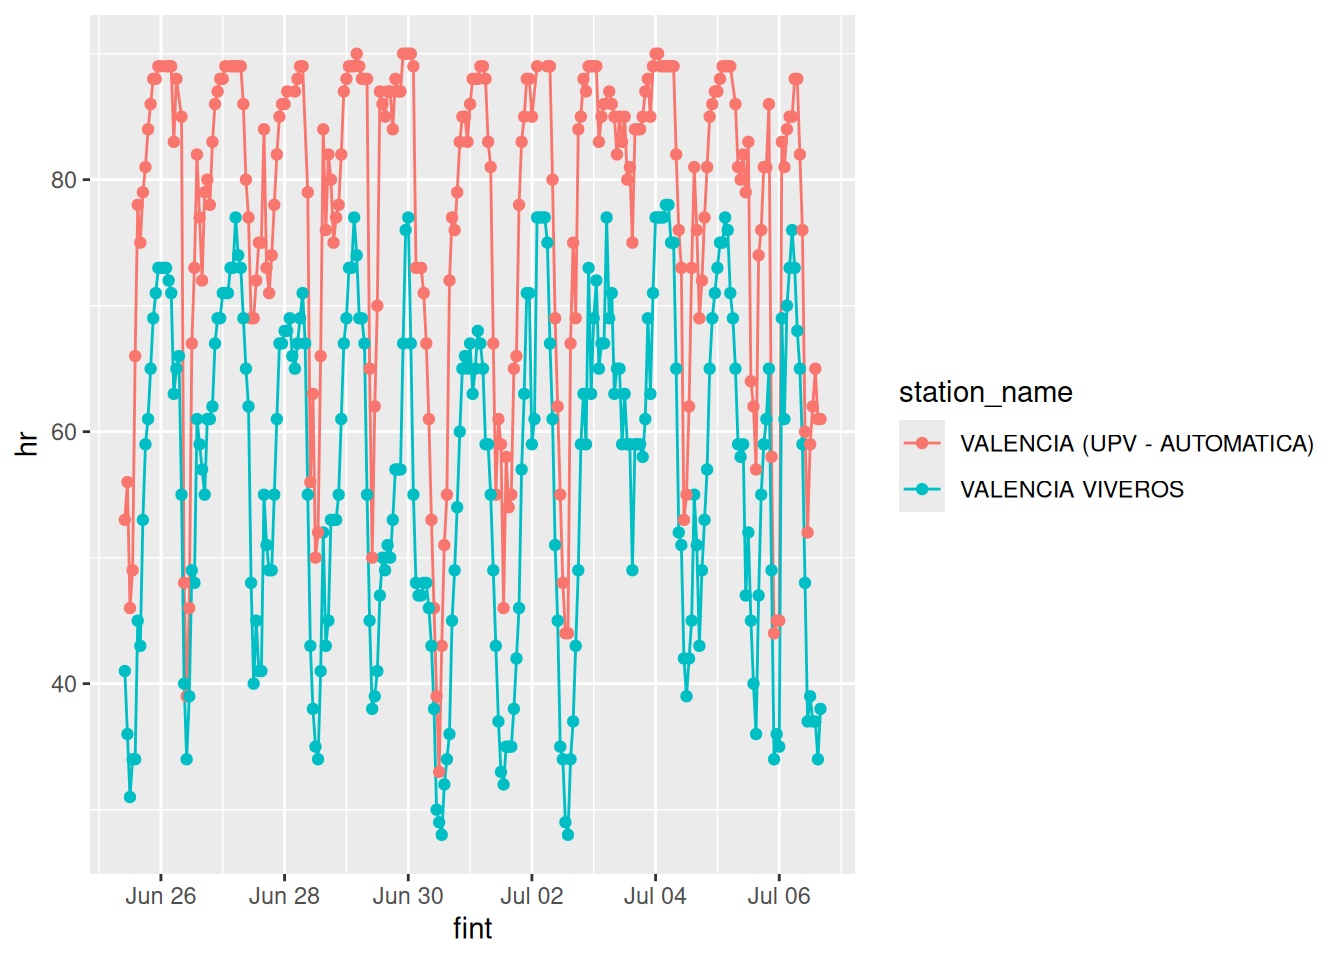 80
60
40
hr
Jun 26
Jun 28
Jun 30
Jul 02
Jul 04
Jul 06
fint
station_name
VALENCIA (UPV - AUTOMATICA)
VALENCIA VIVEROS